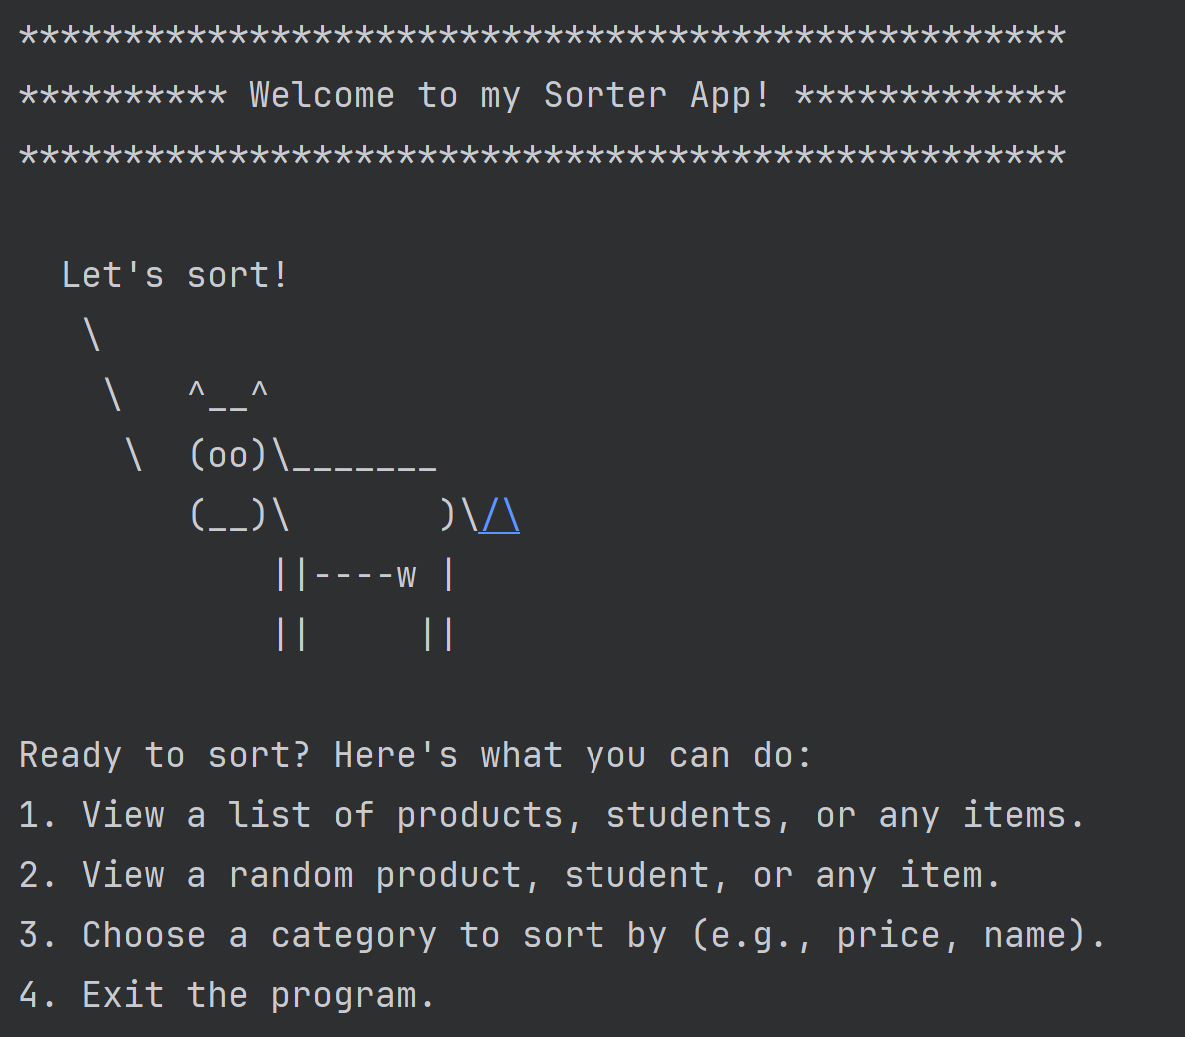 **************************************************
********** Welcome to my Sorter App! *************
**************************************************

  Let's sort!
   \
    \   ^__^
     \  (oo)\_______
        (__)\       )\/\
            ||----w |
            ||     ||

Ready to sort? Here's what you can do:
1. View a list of products, students, or any items.
2. View a random product, student, or any item.
3. Choose a category to sort by (e.g., price, name).
4. Exit the program.